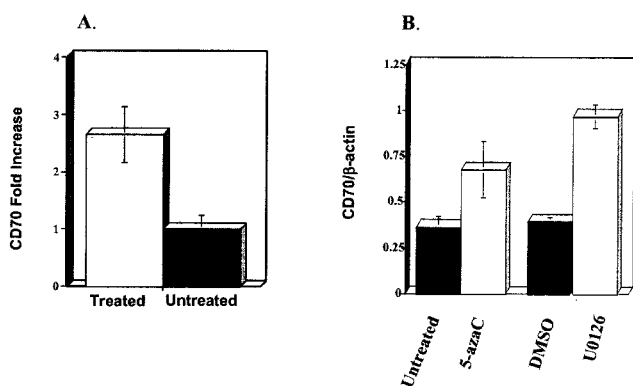 A.
CD70 Fold Increase
4
3
2
1
0
Treated Untreated
B.
CD70/β-actin
1.25
1
0.75
0.5
0.25
0
Untreated
5-azaC
DMSO
U0126